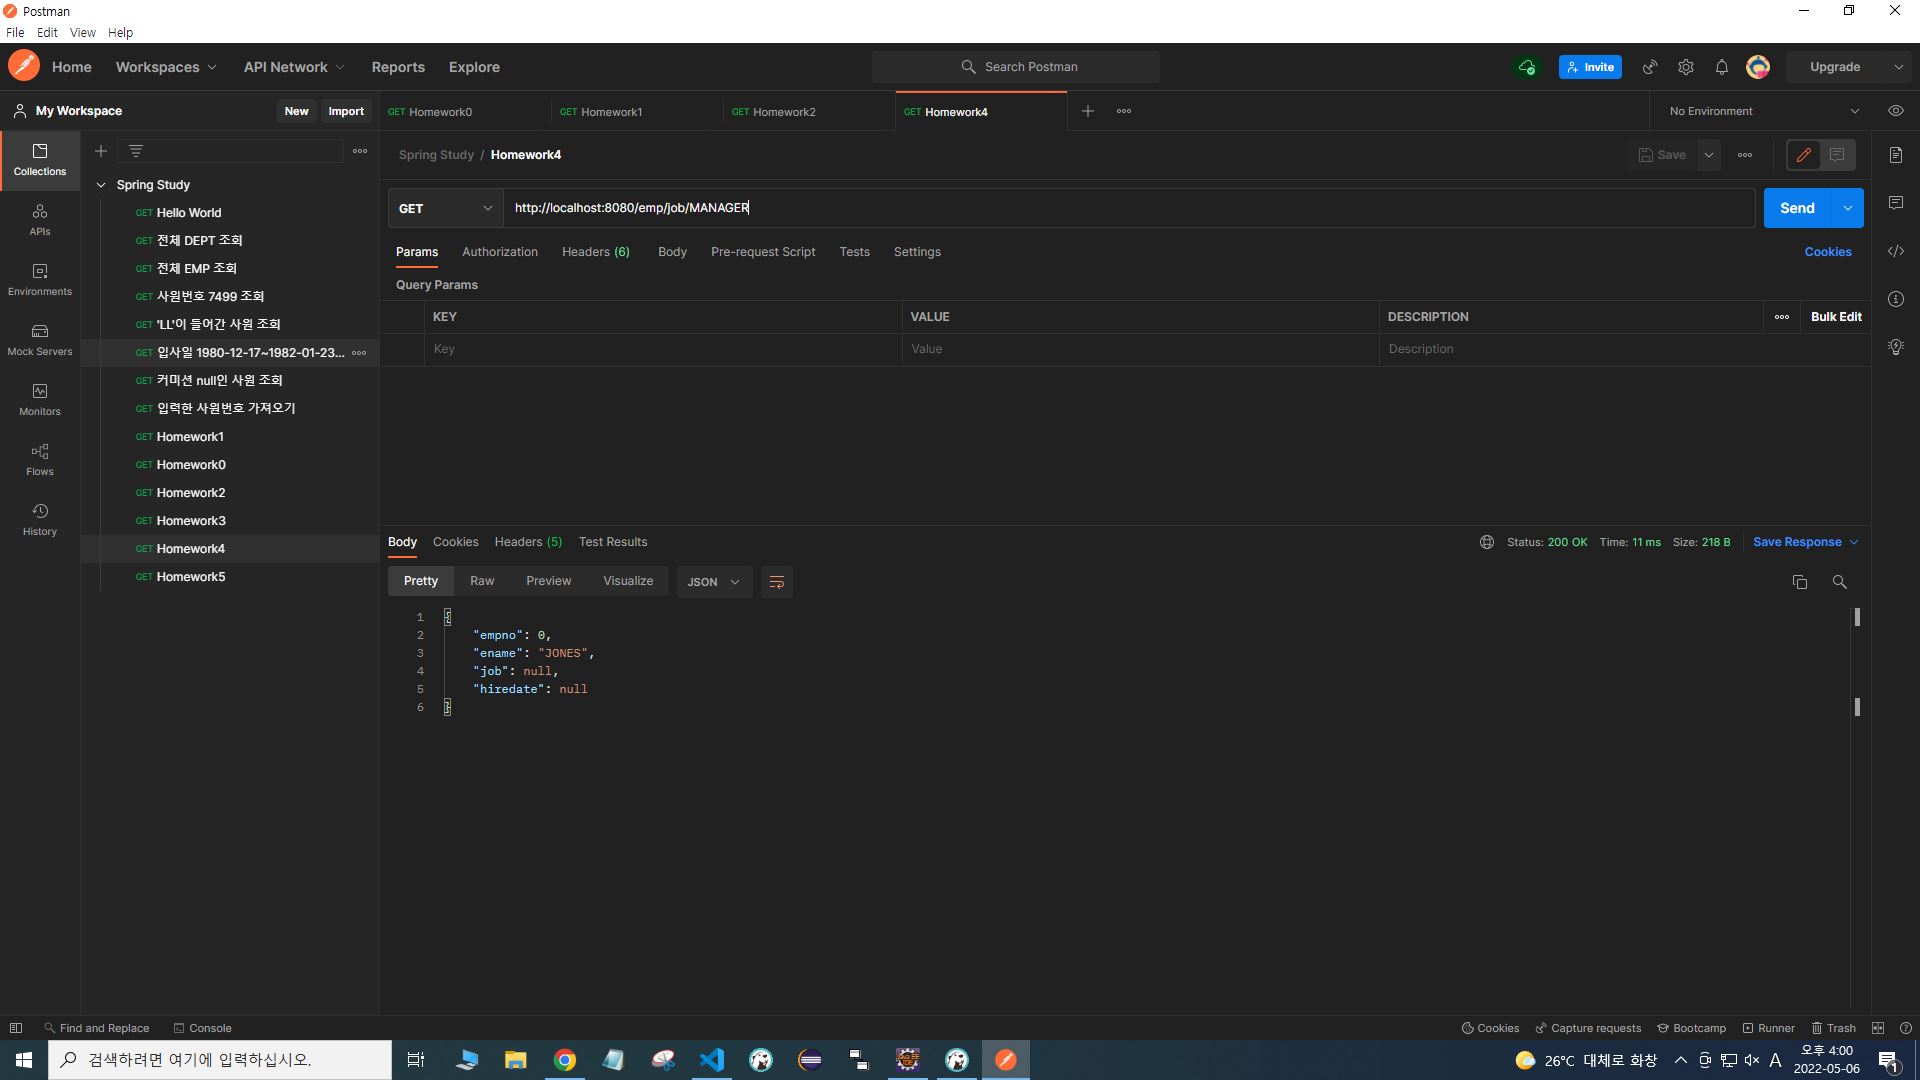 Postman
File Edit View Help
Home Workspaces API Network Reports Explore Search Postman Invite Upgrade
My Workspace New Import GET Homework0 GET Homework1 GET Homework2 GET Homework4 No Environment
Collections
APIs
Environments
Mock Servers
Monitors
Flows
History
Spring Study
GET Hello World
GET 전체 DEPT 조회
GET 전체 EMP 조회
GET 사원번호 7499 조회
GET 'LL'이 들어간 사원 조회
GET 입사일 1980-12-17~1982-01-23...
GET 커미션 null인 사원 조회
GET 입력한 사원번호 가져오기
GET Homework1
GET Homework0
GET Homework2
GET Homework3
GET Homework4
GET Homework5
Spring Study / Homework4 Save
GET http://localhost:8080/emp/job/MANAGER Send
Params Authorization Headers (6) Body Pre-request Script Tests Settings Cookies
Query Params
KEY VALUE DESCRIPTION Bulk Edit
Key Value Description
Body Cookies Headers (5) Test Results Status: 200 OK Time: 11 ms Size: 218 B Save Response
Pretty Raw Preview Visualize JSON
1 {
2 "empno": 0,
3 "ename": "JONES",
4 "job": null,
5 "hiredate": null
6 }
Find and Replace Console Cookies Capture requests Bootcamp Runner Trash
검색하려면 여기에 입력하십시오. 26°C 대체로 화창 A 오후 4:00
2022-05-06 1